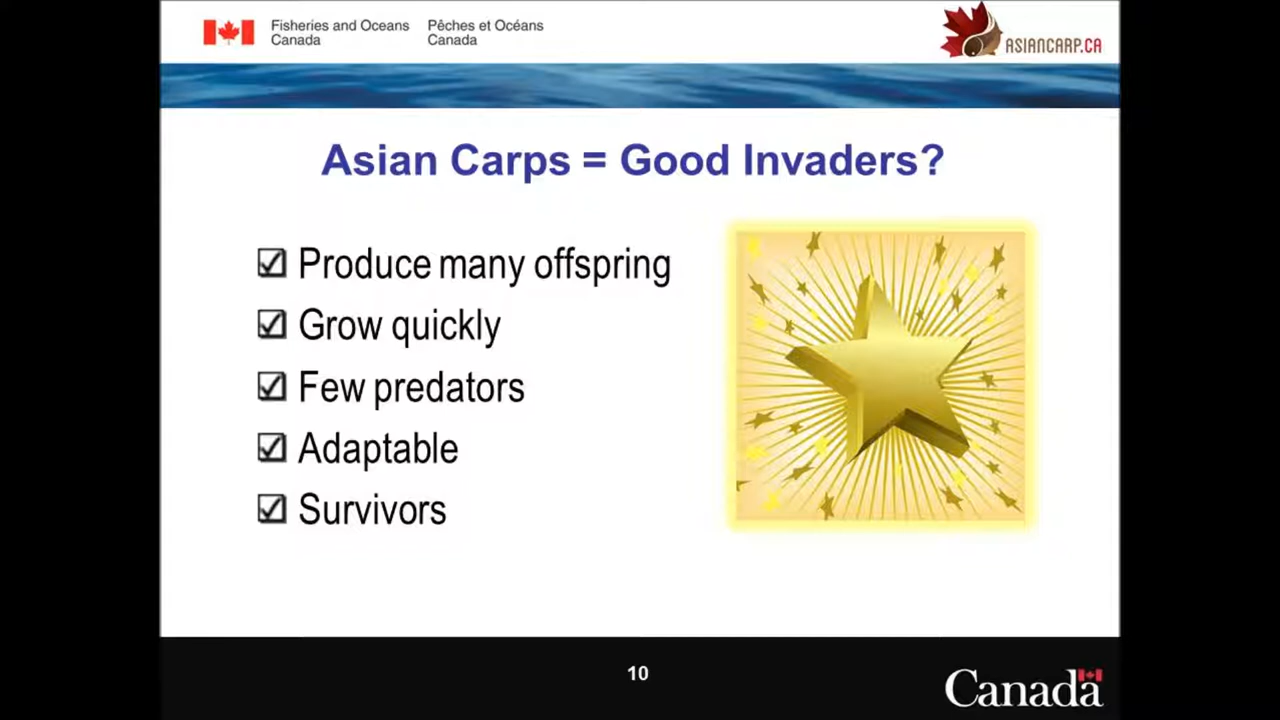 Fisheries and Oceans
Canada
Pêches et Océans
Canada
ASIANCARP.CA
Asian Carps = Good Invaders?
Produce many offspring
Grow quickly
Few predators
Adaptable
Survivors
10
Canada